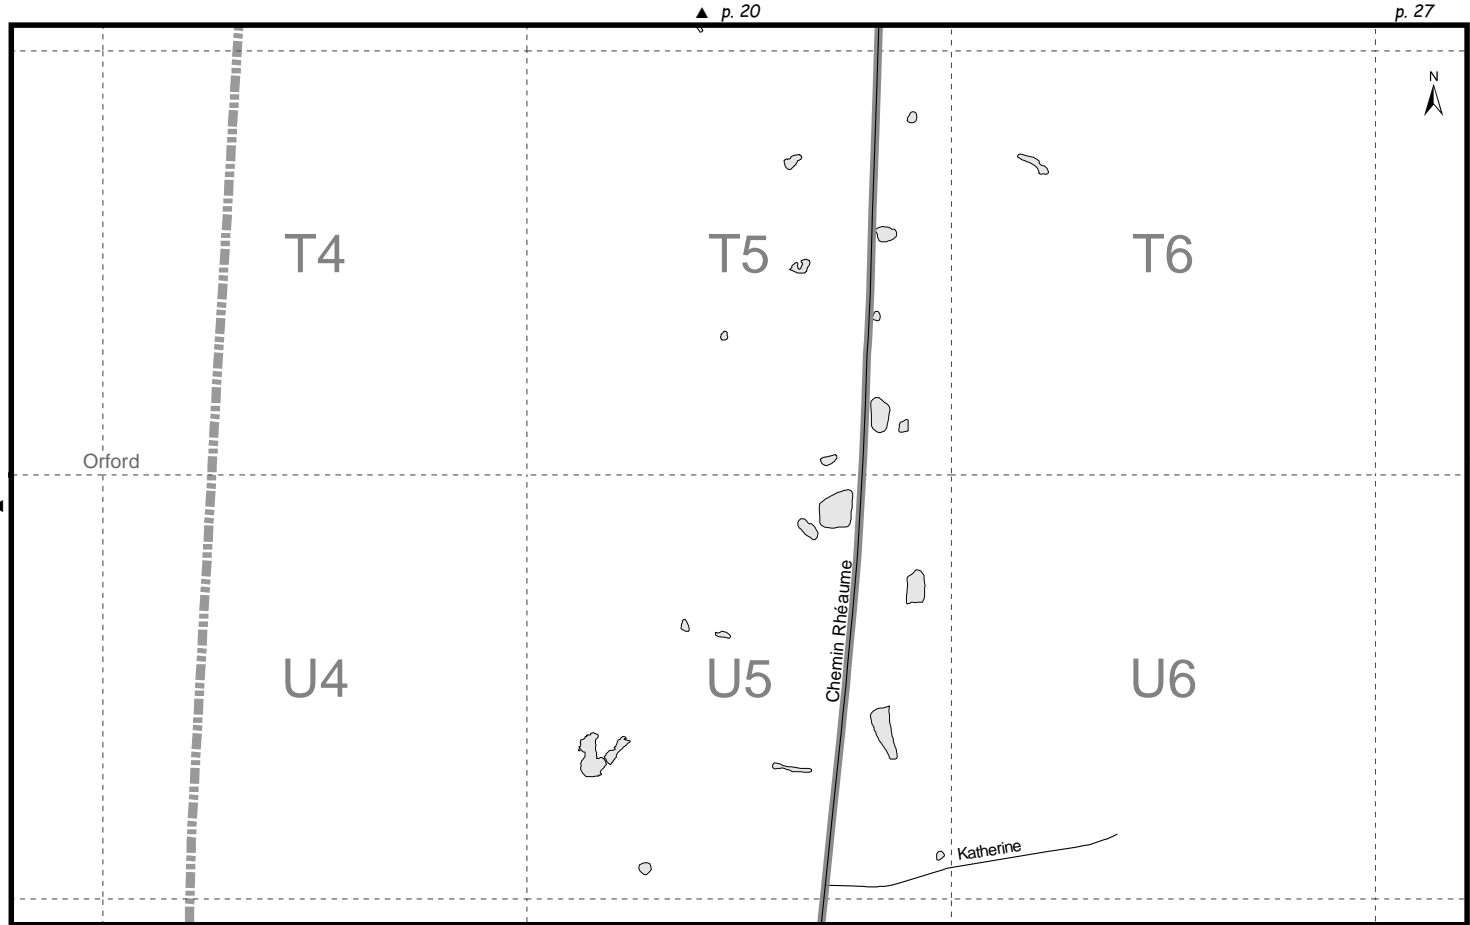 ▲ p. 20
p. 27
N
T4
T5
T6
Orford
Chemin Rhéaume
U4
U5
U6
Katherine